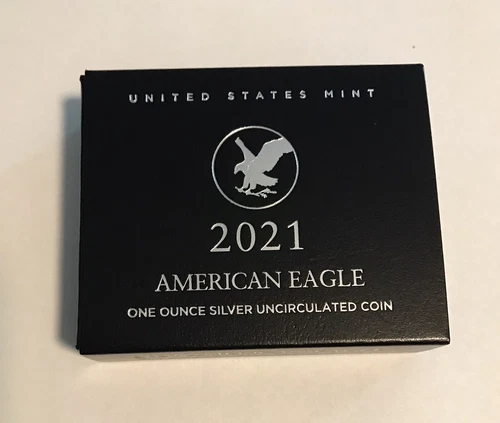 UNITED STATES MINT
2021
AMERICAN EAGLE
ONE OUNCE SILVER UNCIRCULATED COIN